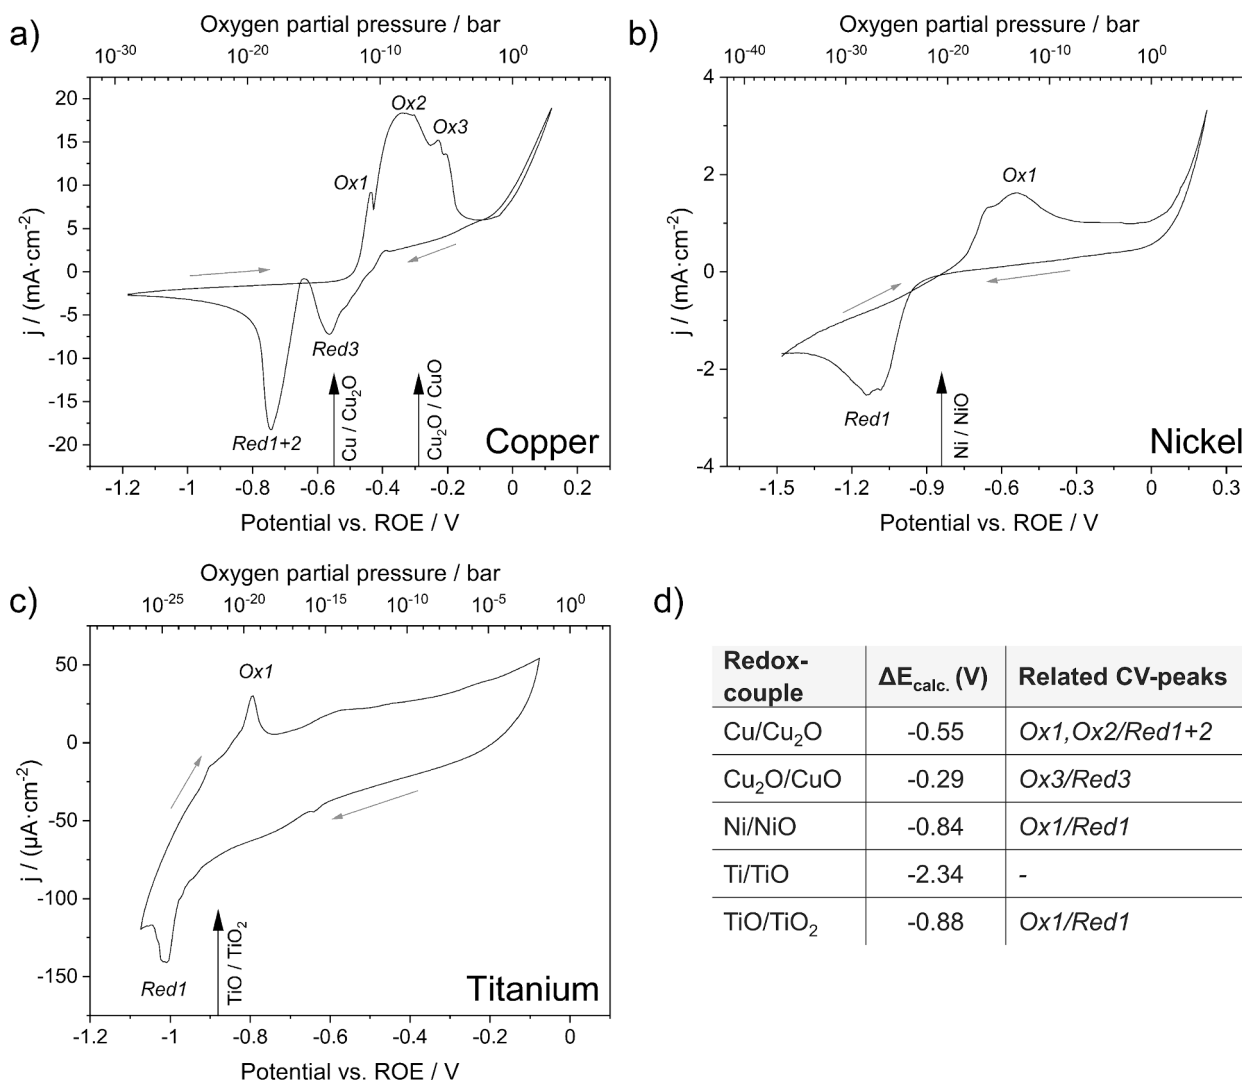 a)
Oxygen partial pressure / bar
10⁻³⁰ 10⁻²⁰ 10⁻¹⁰ 10⁰
20
15
10
5
0
-5
-10
-15
-20
j / (mA·cm⁻²)
Ox1
Ox2
Ox3
Red3
Red1+2
Cu / Cu₂O
Cu₂O / CuO
Copper
-1.2 -1 -0.8 -0.6 -0.4 -0.2 0 0.2
Potential vs. ROE / V
b)
Oxygen partial pressure / bar
10⁻⁴⁰ 10⁻³⁰ 10⁻²⁰ 10⁻¹⁰ 10⁰
4
2
0
-2
-4
j / (mA·cm⁻²)
Ox1
Red1
Ni / NiO
Nickel
-1.5 -1.2 -0.9 -0.6 -0.3 0 0.3
Potential vs. ROE / V
c)
Oxygen partial pressure / bar
10⁻²⁵ 10⁻²⁰ 10⁻¹⁵ 10⁻¹⁰ 10⁻⁵ 10⁰
50
0
-50
-100
-150
j / (µA·cm⁻²)
Ox1
Red1
TiO / TiO₂
Titanium
-1.2 -1 -0.8 -0.6 -0.4 -0.2 0
Potential vs. ROE / V
d)
Redox-
couple ΔE calc. (V) Related CV-peaks
Cu/Cu₂O -0.55 Ox1,Ox2/Red1+2
Cu₂O/CuO -0.29 Ox3/Red3
Ni/NiO -0.84 Ox1/Red1
Ti/TiO -2.34 -
TiO/TiO₂ -0.88 Ox1/Red1